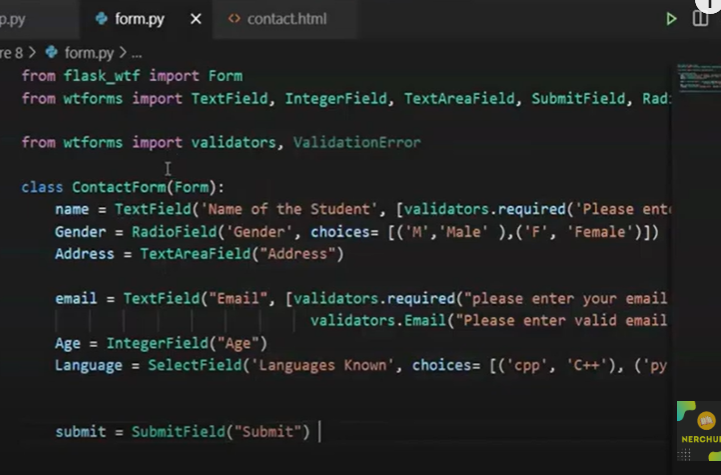 p.py form.py × <> contact.html
re 8 > form.py > ...
from flask_wtf import Form
from wtforms import TextField, IntegerField, TextAreaField, SubmitField, Rad
from wtforms import validators, ValidationError
class ContactForm(Form):
name = TextField('Name of the Student', [validators.required('Please ent
Gender = RadioField('Gender', choices= [('M','Male' ),('F', 'Female')])
Address = TextAreaField("Address")
email = TextField("Email", [validators.required("please enter your email
validators.Email("Please enter valid email
Age = IntegerField("Age")
Language = SelectField('Languages Known', choices= [('cpp', 'C++'), ('py
submit = SubmitField("Submit")